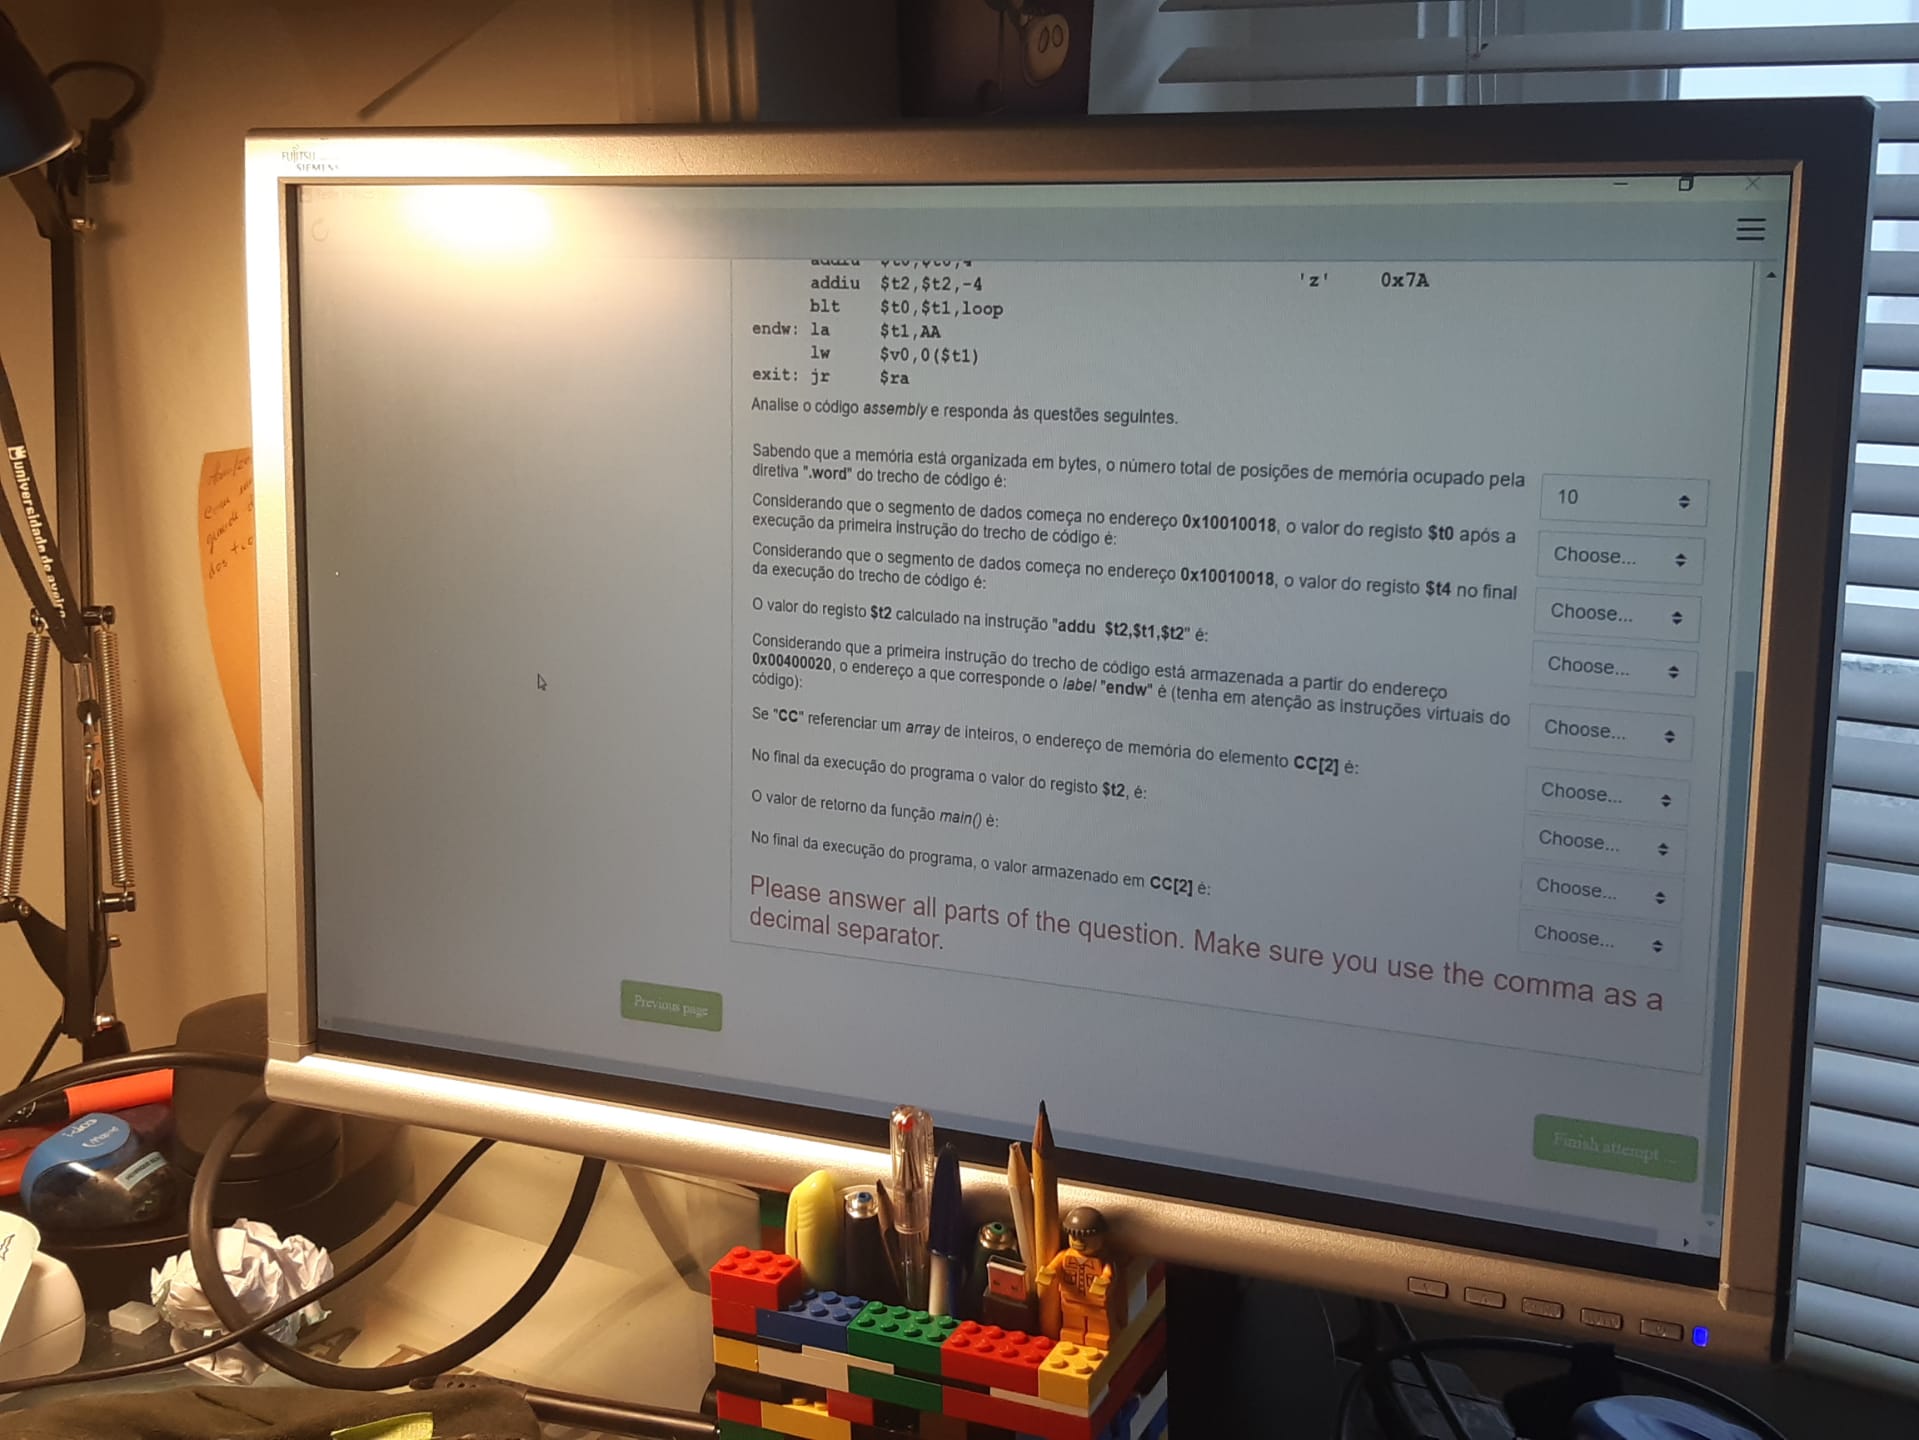 FUJITSU
SIEMENS
addiu $t0,$t0,4
addiu $t2,$t2,-4
'z' 0x7A
blt $t0,$t1,loop
endw: la $t1,AA
lw $v0,0($t1)
exit: jr $ra
Analise o código assembly e responda às questões seguintes.
Sabendo que a memória está organizada em bytes, o número total de posições de memória ocupado pela
diretiva ".word" do trecho de código é:
10
Considerando que o segmento de dados começa no endereço 0x10010018, o valor do registo $t0 após a
execução da primeira instrução do trecho de código é:
Choose...
Considerando que o segmento de dados começa no endereço 0x10010018, o valor do registo $t4 no final
da execução do trecho de código é:
Choose...
O valor do registo $t2 calculado na instrução "addu $t2,$t1,$t2" é:
Choose...
Considerando que a primeira instrução do trecho de código está armazenada a partir do endereço
0x00400020, o endereço a que corresponde o label "endw" é (tenha em atenção as instruções virtuais do
código):
Choose...
Se "CC" referenciar um array de inteiros, o endereço de memória do elemento CC[2] é:
Choose...
No final da execução do programa o valor do registo $t2, é:
Choose...
O valor de retorno da função main() é:
Choose...
No final da execução do programa, o valor armazenado em CC[2] é:
Choose...
Please answer all parts of the question. Make sure you use the comma as a
decimal separator.
Previous page
Finish attempt ...
universidade de aveiro